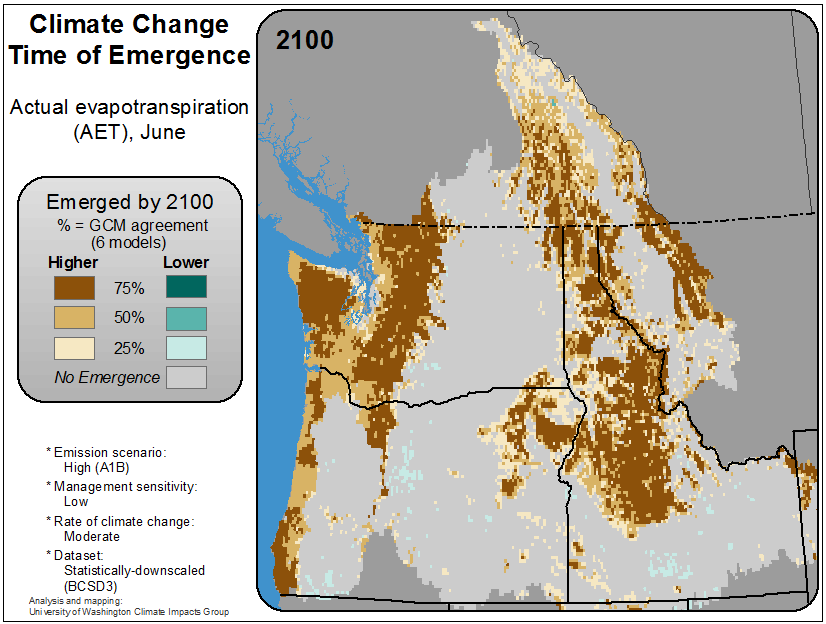 Climate Change
Time of Emergence
Actual evapotranspiration
(AET), June
2100
Emerged by 2100
% = GCM agreement
(6 models)
Higher Lower
75%
50%
25%
No Emergence
* Emission scenario:
High (A1B)
* Management sensitivity:
Low
* Rate of climate change:
Moderate
* Dataset:
Statistically-downscaled
(BCSD3)
Analysis and mapping:
University of Washington Climate Impacts Group